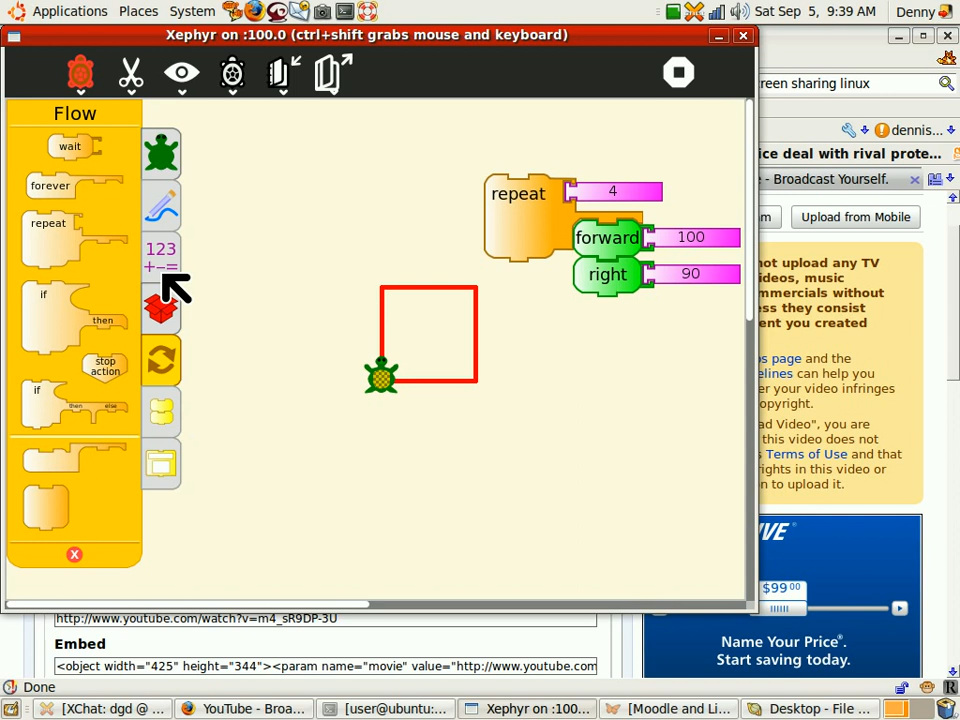 Applications Places System
Sat Sep 5, 9:39 AM Denny
Xephyr on :100.0 (ctrl+shift grabs mouse and keyboard)
Flow
wait
forever
repeat
if
then
stop
action
if
then else
123
+−=
repeat 4
forward 100
right 90
reen sharing linux
dennis...
ice deal with rival prote...
- Broadcast Yourself.
Upload from Mobile
not upload any TV
videos, music
mmercials without
ess they consist
ent you created
ps page and the
elines can help you
er your video infringes
opyright.
ad Video", you are
this video does not
Terms of Use and that
rights in this video or
on to upload it.
$99.00
Name Your Price®.
Start saving today.
http://www.youtube.com/watch?v=m4_sR9DP-3U
Embed
<object width="425" height="344"><param name="movie" value="http://www.youtube.com
Done
[XChat: dgd @ ... YouTube - Broa... [user@ubuntu:... Xephyr on :100... [Moodle and Li... Desktop - File ...